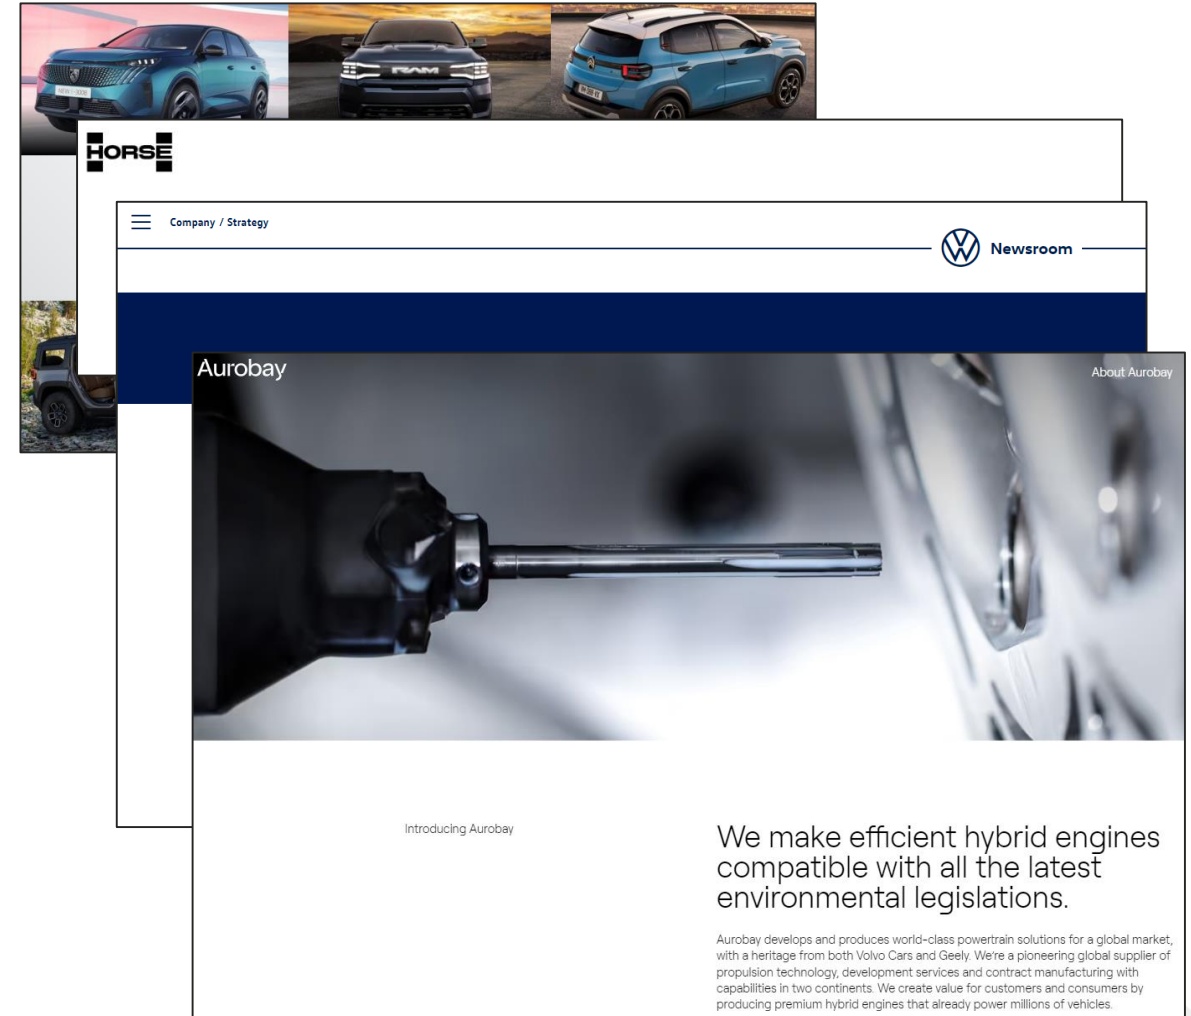 RAM
HORSE
Company / Strategy
Newsroom
Aurobay
About Aurobay
Introducing Aurobay
We make efficient hybrid engines
compatible with all the latest
environmental legislations.
Aurobay develops and produces world-class powertrain solutions for a global market,
with a heritage from both Volvo Cars and Geely. We're a pioneering global supplier of
propulsion technology, development services and contract manufacturing with
capabilities in two continents. We create value for customers and consumers by
producing premium hybrid engines that already power millions of vehicles.